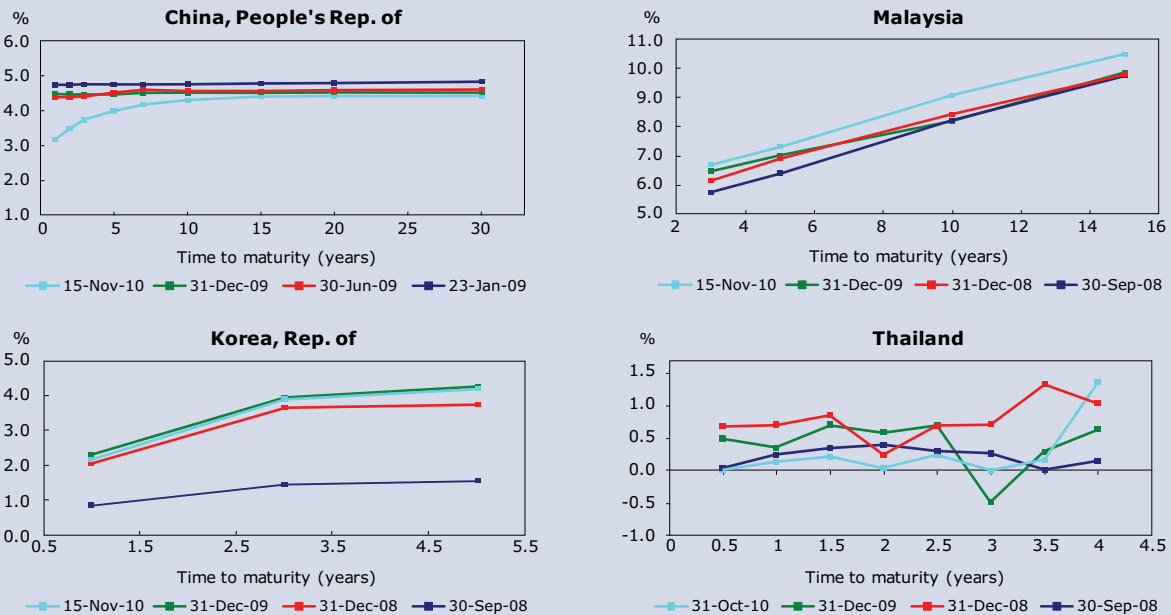 China, People's Rep. of
%
6.0
5.0
4.0
3.0
2.0
1.0
0 5 10 15 20 25 30
Time to maturity (years)
15-Nov-10 31-Dec-09 30-Jun-09 23-Jan-09
Malaysia
%
11.0
10.0
9.0
8.0
7.0
6.0
5.0
2 4 6 8 10 12 14 16
Time to maturity (years)
15-Nov-10 31-Dec-09 31-Dec-08 30-Sep-08
Korea, Rep. of
%
5.0
4.0
3.0
2.0
1.0
0.0
0.5 1.5 2.5 3.5 4.5 5.5
Time to maturity (years)
15-Nov-10 31-Dec-09 31-Dec-08 30-Sep-08
Thailand
%
1.5
1.0
0.5
0.0
-0.5
-1.0
0 0.5 1 1.5 2 2.5 3 3.5 4 4.5
Time to maturity (years)
31-Oct-10 31-Dec-09 31-Dec-08 30-Sep-08